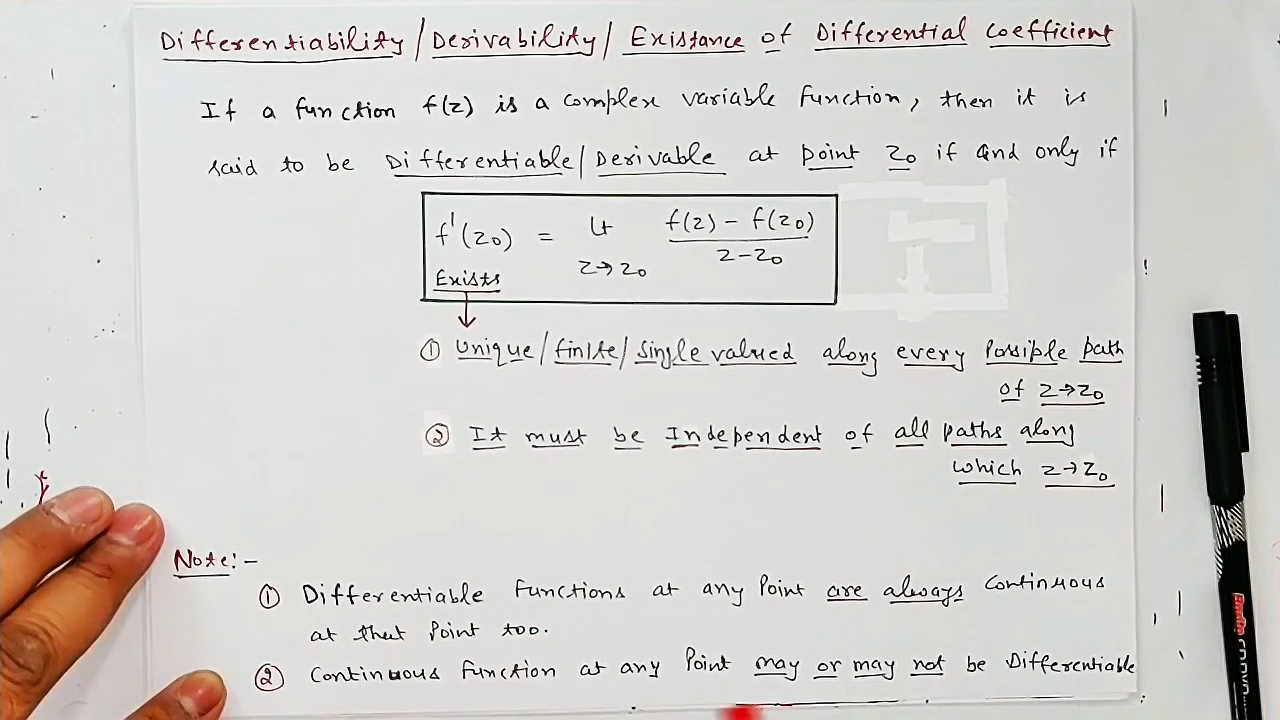 Differentiability/Derivability/Existance of Differential Coefficient
If a function f(z) is a complex variable function, then it is
said to be Differentiable/Derivable at point z₀ if and only if
f'(z₀) = Lt f(z) - f(z₀) / z - z₀
z→z₀
Exists
① Unique/finite/single valued along every possible path
of z→z₀
② It must be Independent of all paths along
which z→z₀
Note:-
① Differentiable functions at any Point are always continuous
at that Point too.
② Continuous function at any Point may or may not be Differentiable